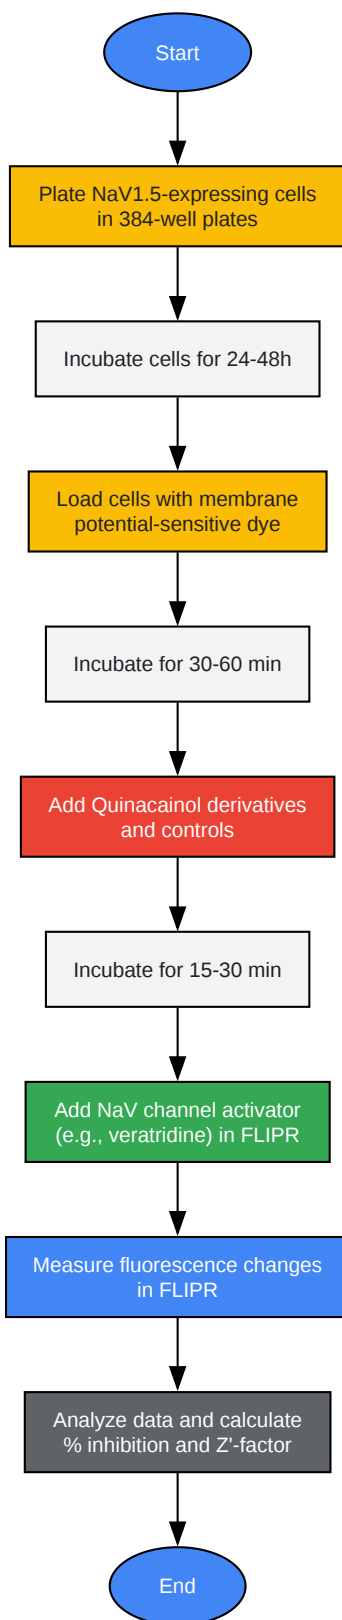 Start
Plate NaV1.5-expressing cells
in 384-well plates
Incubate cells for 24-48h
Load cells with membrane
potential-sensitive dye
Incubate for 30-60 min
Add Quinacainol derivatives
and controls
Incubate for 15-30 min
Add NaV channel activator
(e.g., veratridine) in FLIPR
Measure fluorescence changes
in FLIPR
Analyze data and calculate
% inhibition and Z'-factor
End